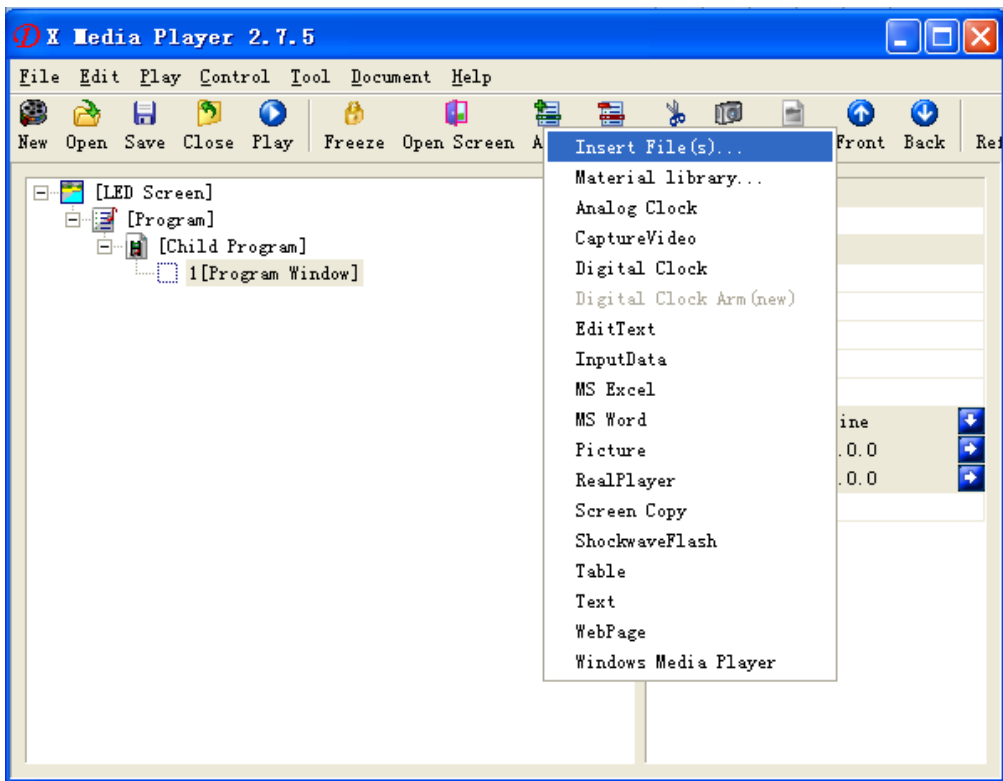 DX Media Player 2.7.5
File Edit Play Control Tool Document Help
New Open Save Close Play Freeze Open Screen Front Back
Insert File(s)...
Material library...
Analog Clock
CaptureVideo
Digital Clock
Digital Clock Arm(new)
EditText
InputData
MS Excel
MS Word
Picture
RealPlayer
Screen Copy
ShockwaveFlash
Table
Text
WebPage
Windows Media Player
[LED Screen]
[Program]
[Child Program]
1[Program Window]
ine
.0.0
.0.0